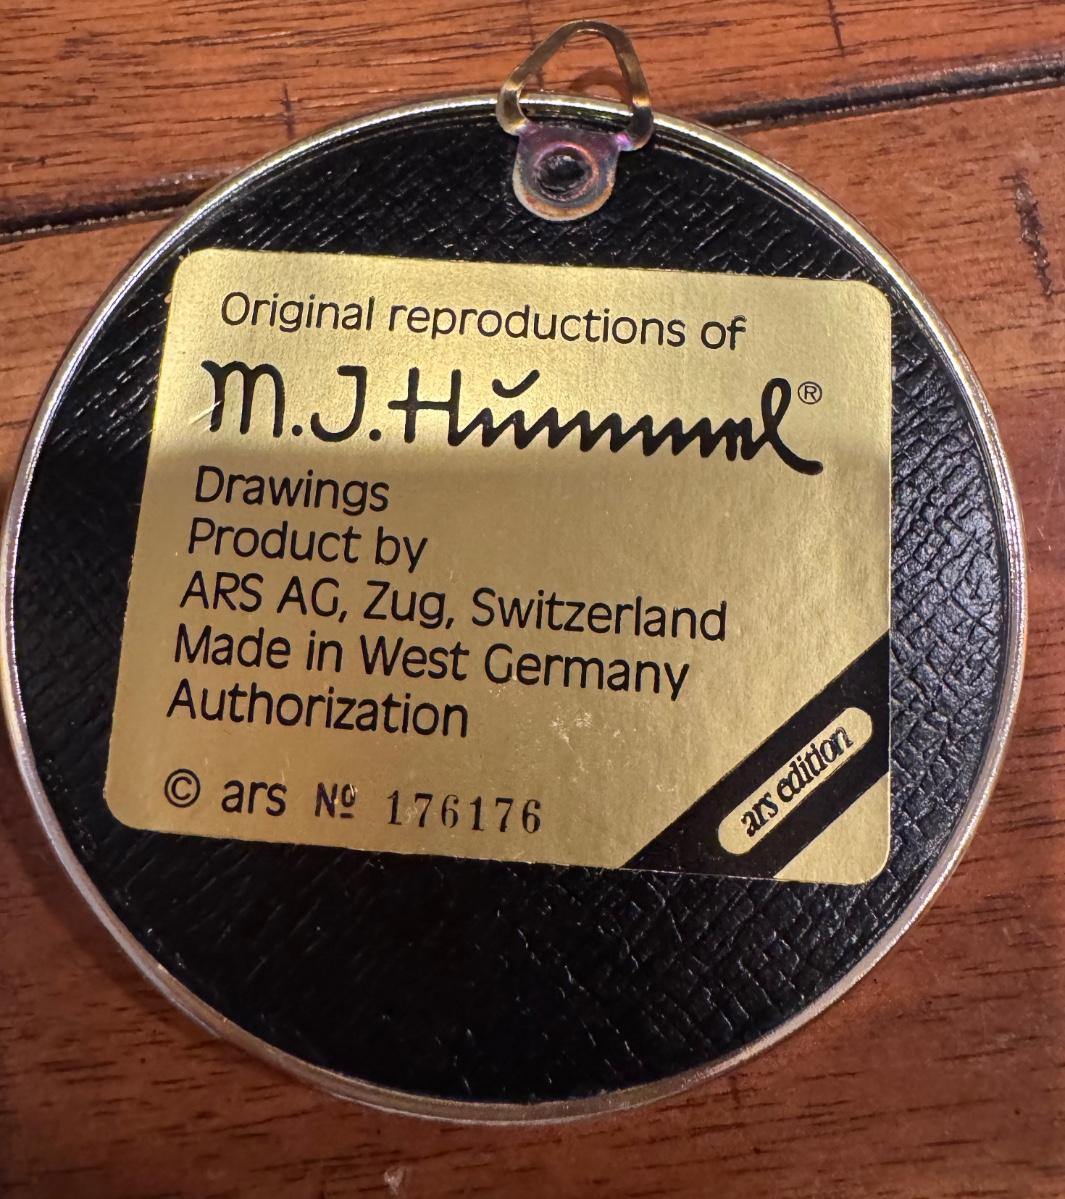 Original reproductions of
M.J.Hummel®
Drawings
Product by
ARS AG, Zug, Switzerland
Made in West Germany
Authorization
© ars Nº 176176
ars edition